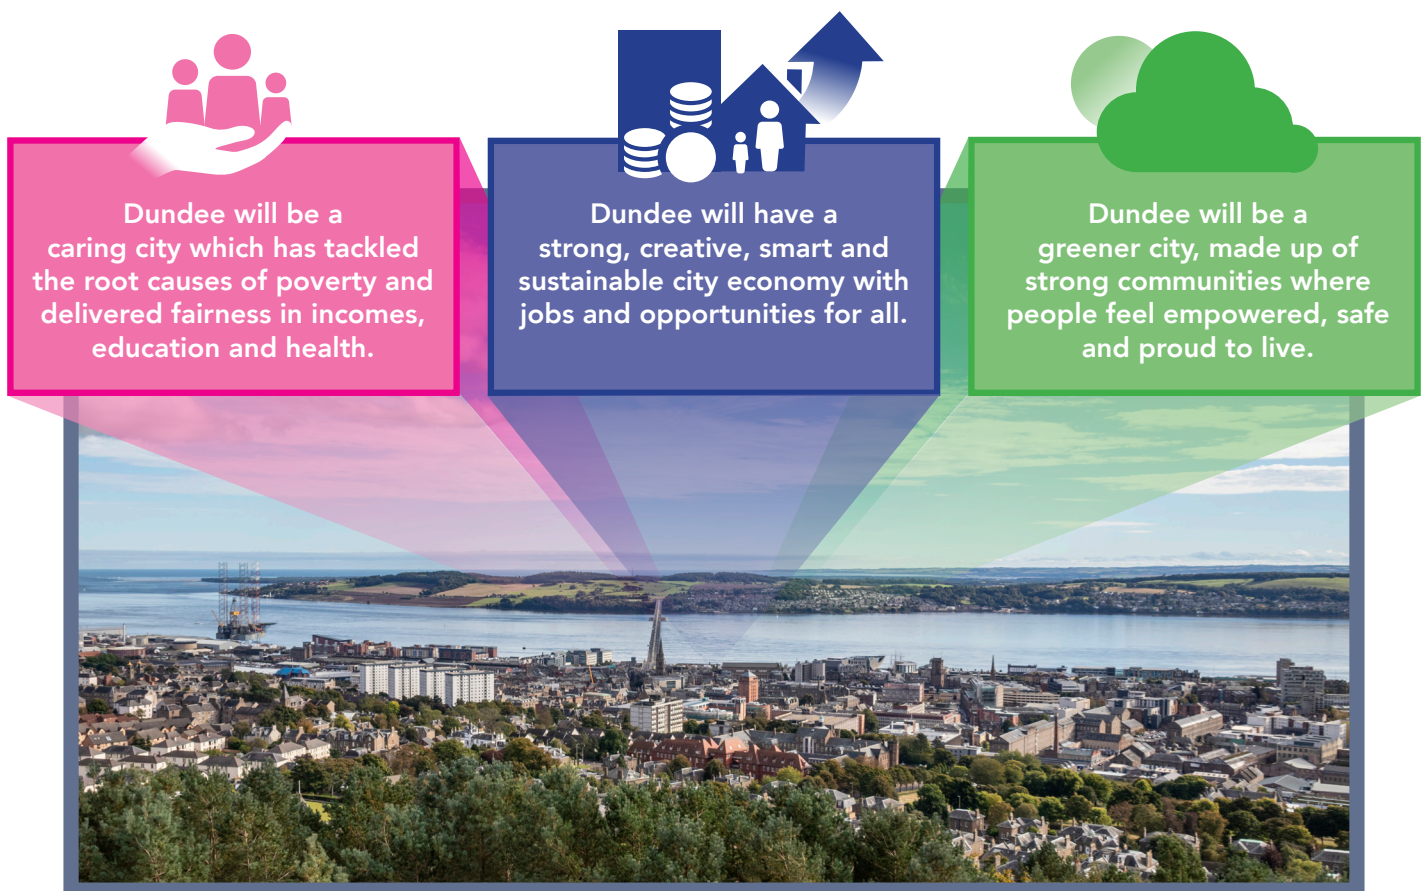 Dundee will be a
caring city which has tackled
the root causes of poverty and
delivered fairness in incomes,
education and health.
Dundee will have a
strong, creative, smart and
sustainable city economy with
jobs and opportunities for all.
Dundee will be a
greener city, made up of
strong communities where
people feel empowered, safe
and proud to live.